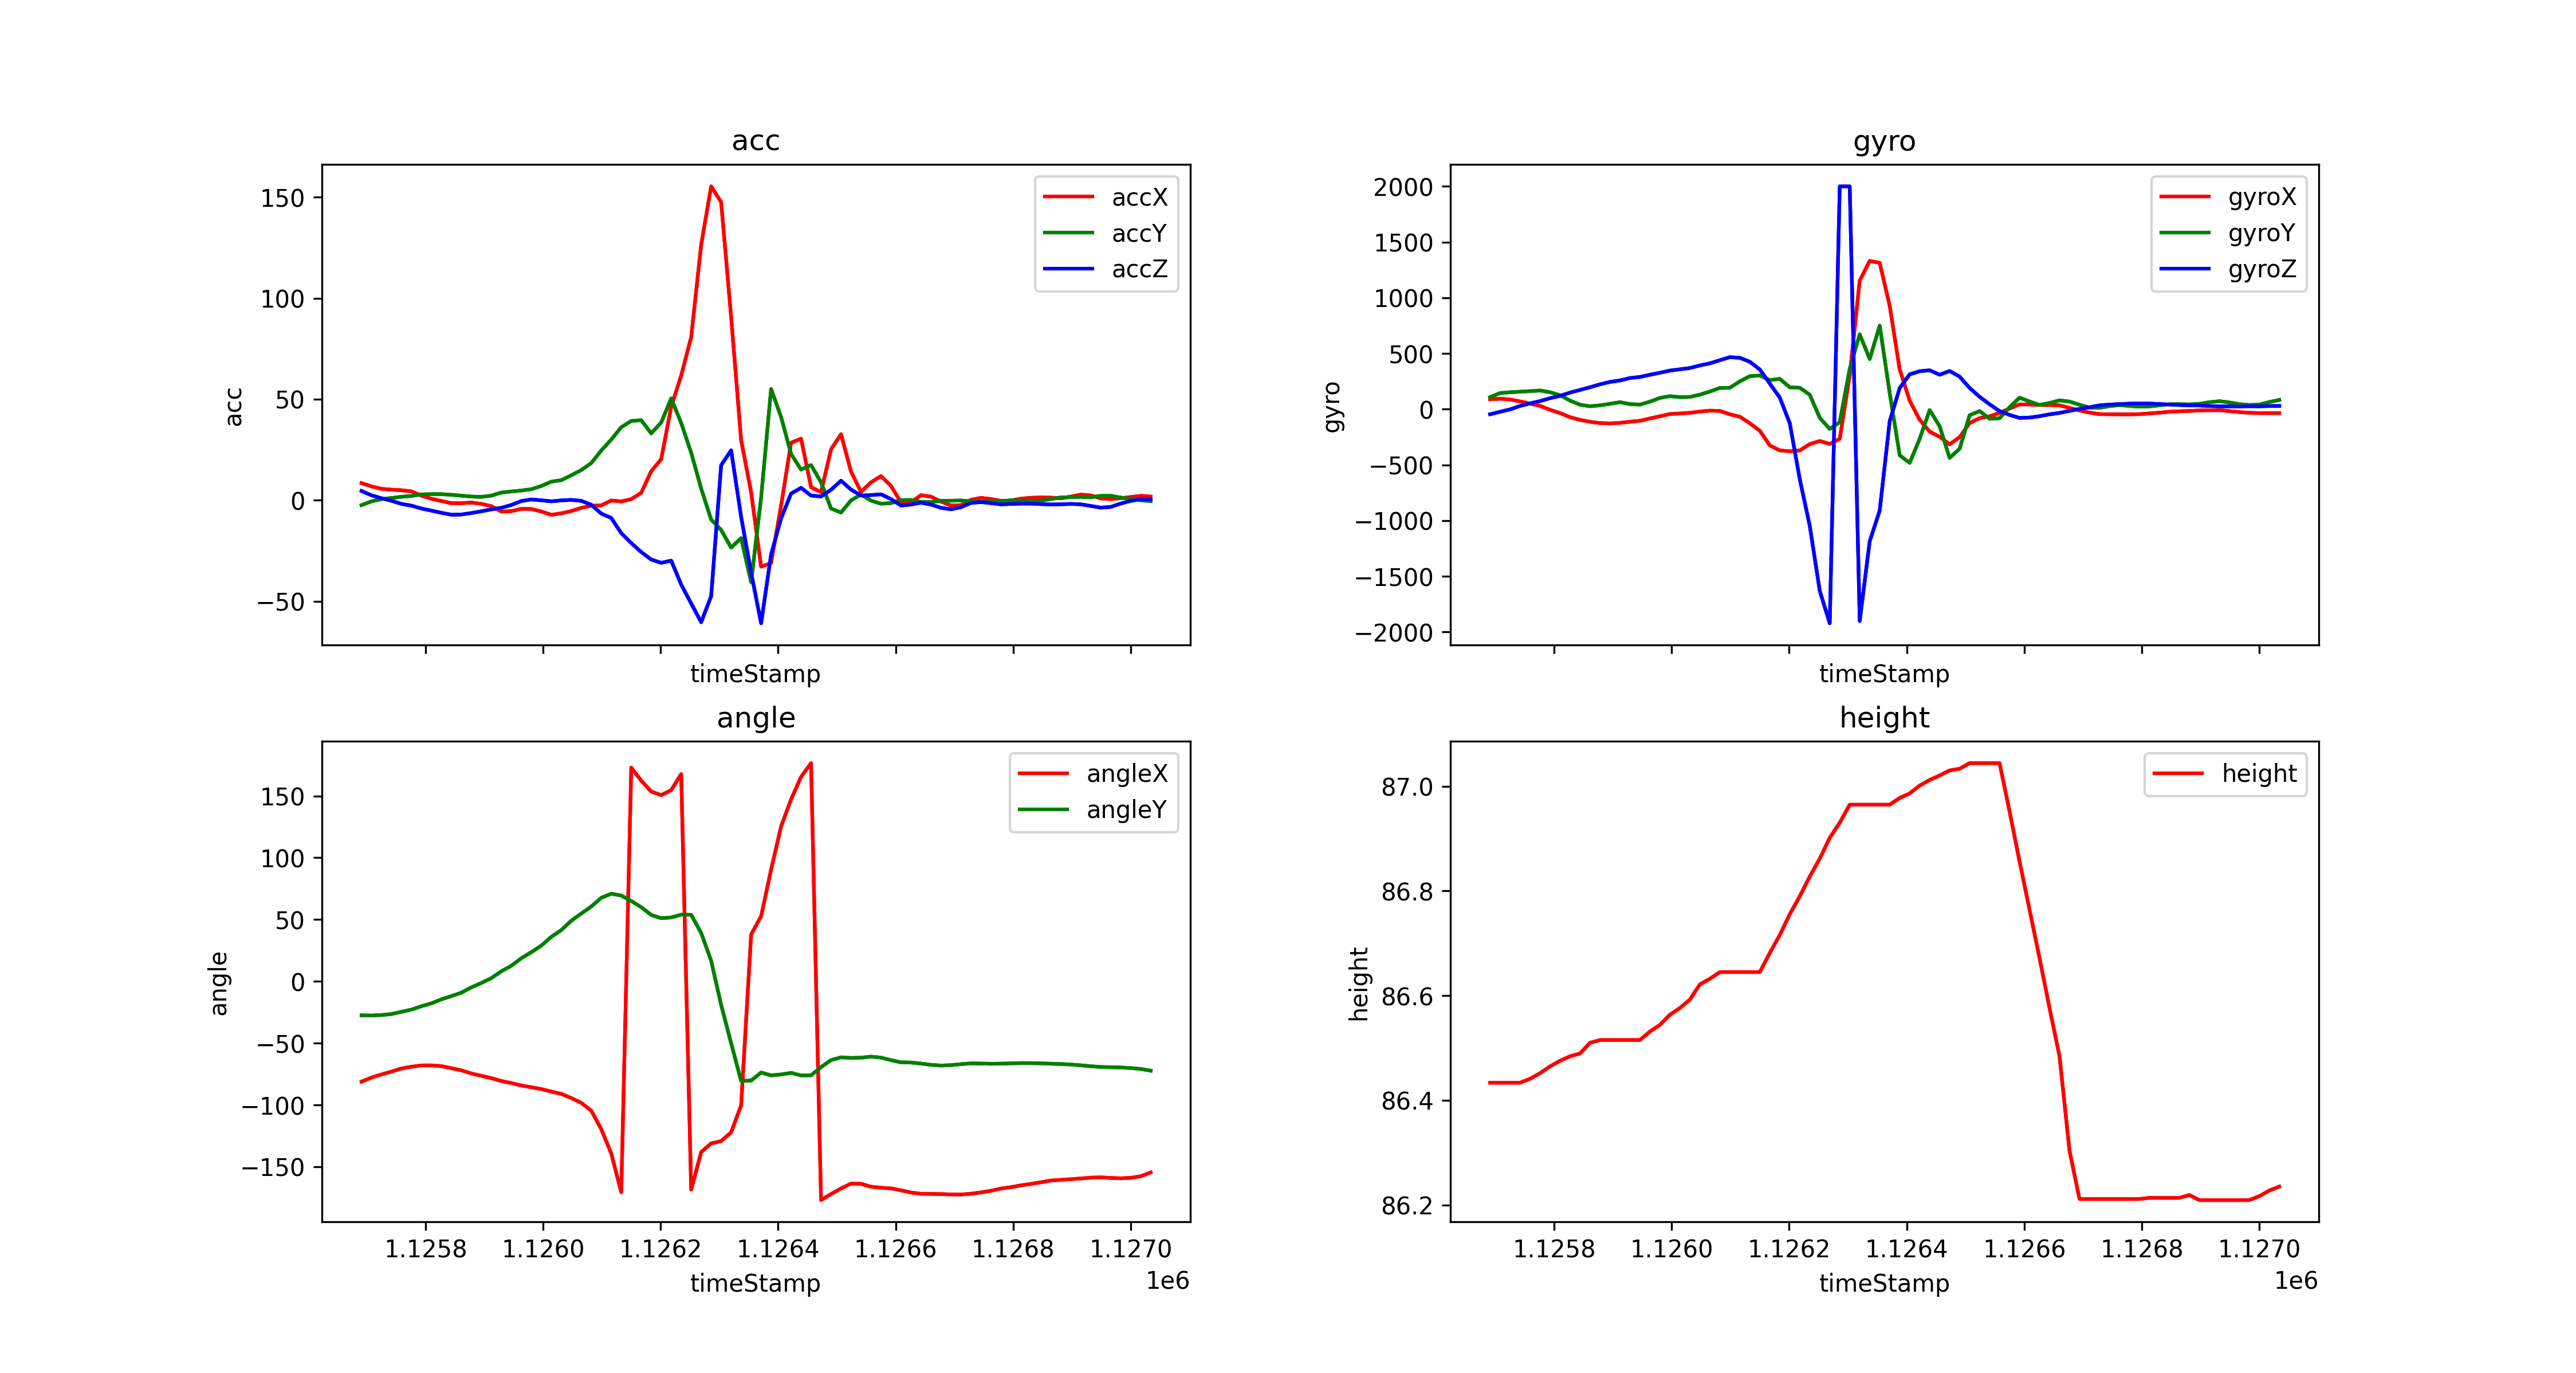 acc
150
100
50
0
−50
acc
timeStamp
accX
accY
accZ
gyro
2000
1500
1000
500
0
−500
−1000
−1500
−2000
gyro
timeStamp
gyroX
gyroY
gyroZ
angle
150
100
50
0
−50
−100
−150
angle
1.1258 1.1260 1.1262 1.1264 1.1266 1.1268 1.1270
timeStamp
1e6
angleX
angleY
height
87.0
86.8
86.6
86.4
86.2
height
1.1258 1.1260 1.1262 1.1264 1.1266 1.1268 1.1270
timeStamp
1e6
height